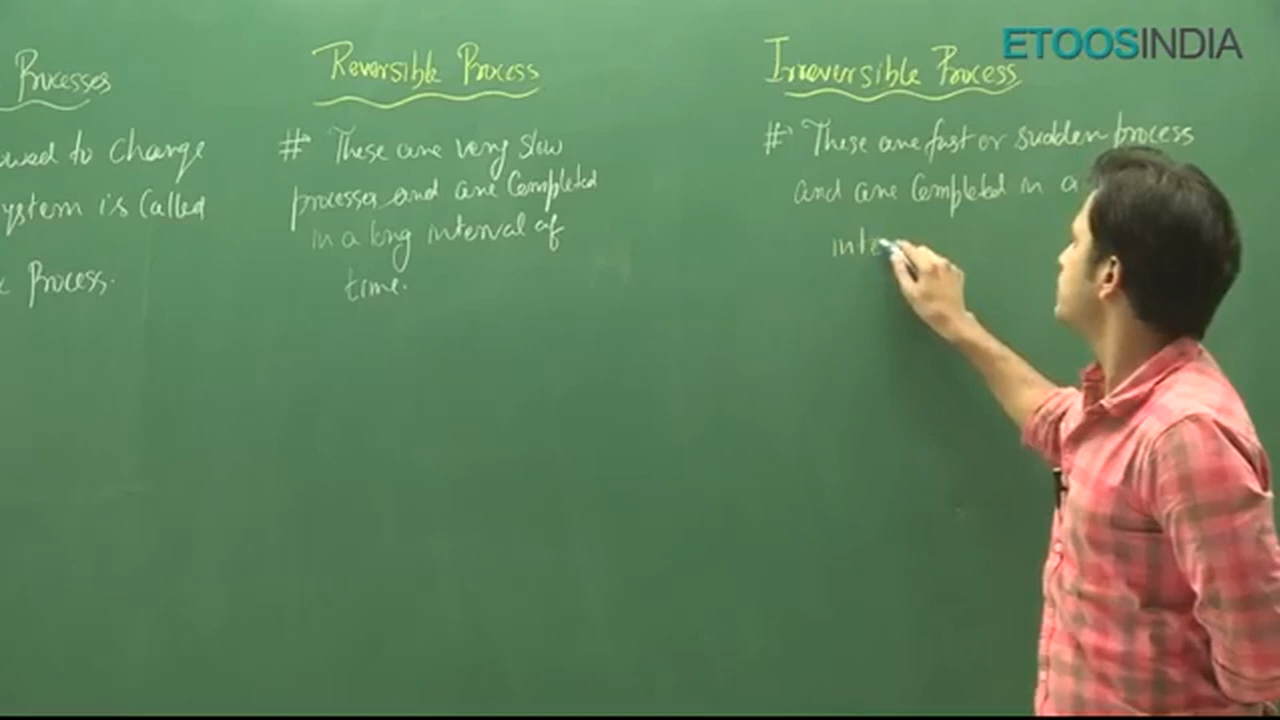 ETOOSINDIA
Processes
owed to change
ystem is called
c Process.
Reversible Process
# These are very slow
processes and are Completed
in a long interval of
time.
Irreversible Process
# These are fast or sudden process
and are Completed in a
inte